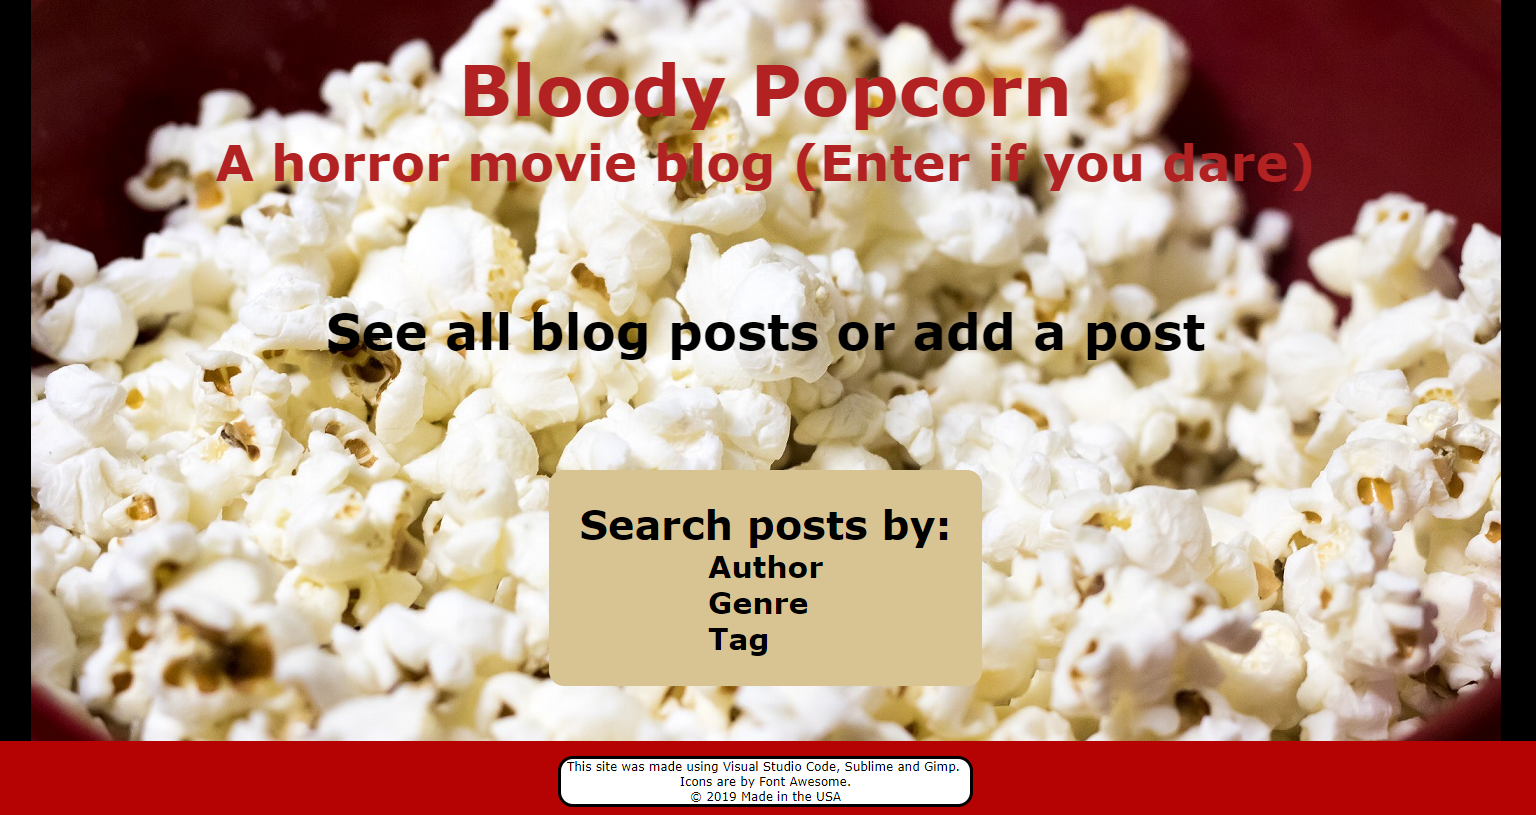 Bloody Popcorn
A horror movie blog (Enter if you dare)
See all blog posts or add a post
Search posts by:
Author
Genre
Tag
This site was made using Visual Studio Code, Sublime and Gimp.
Icons are by Font Awesome.
© 2019 Made in the USA